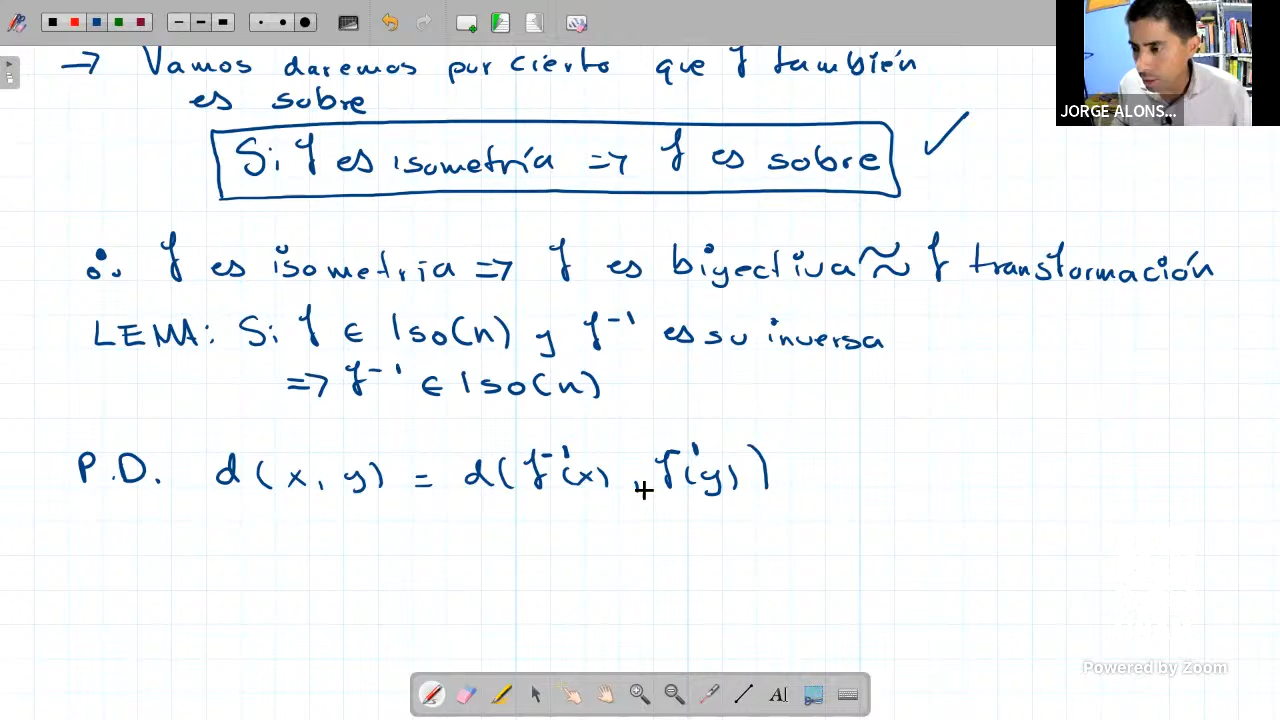 JORGE ALONS...
→ Vamos daremos por cierto que f también
es sobre
Si f es isometría => f es sobre ✓
∴ f es isometría => f es biyectiva ≈ f transformación
LEMA: Si f ∈ Iso(n) y f⁻¹ es su inversa
=> f⁻¹ ∈ Iso(n)
P.D. d(x, y) = d(f⁻¹(x), f⁻¹(y))
Powered by Zoom
AI